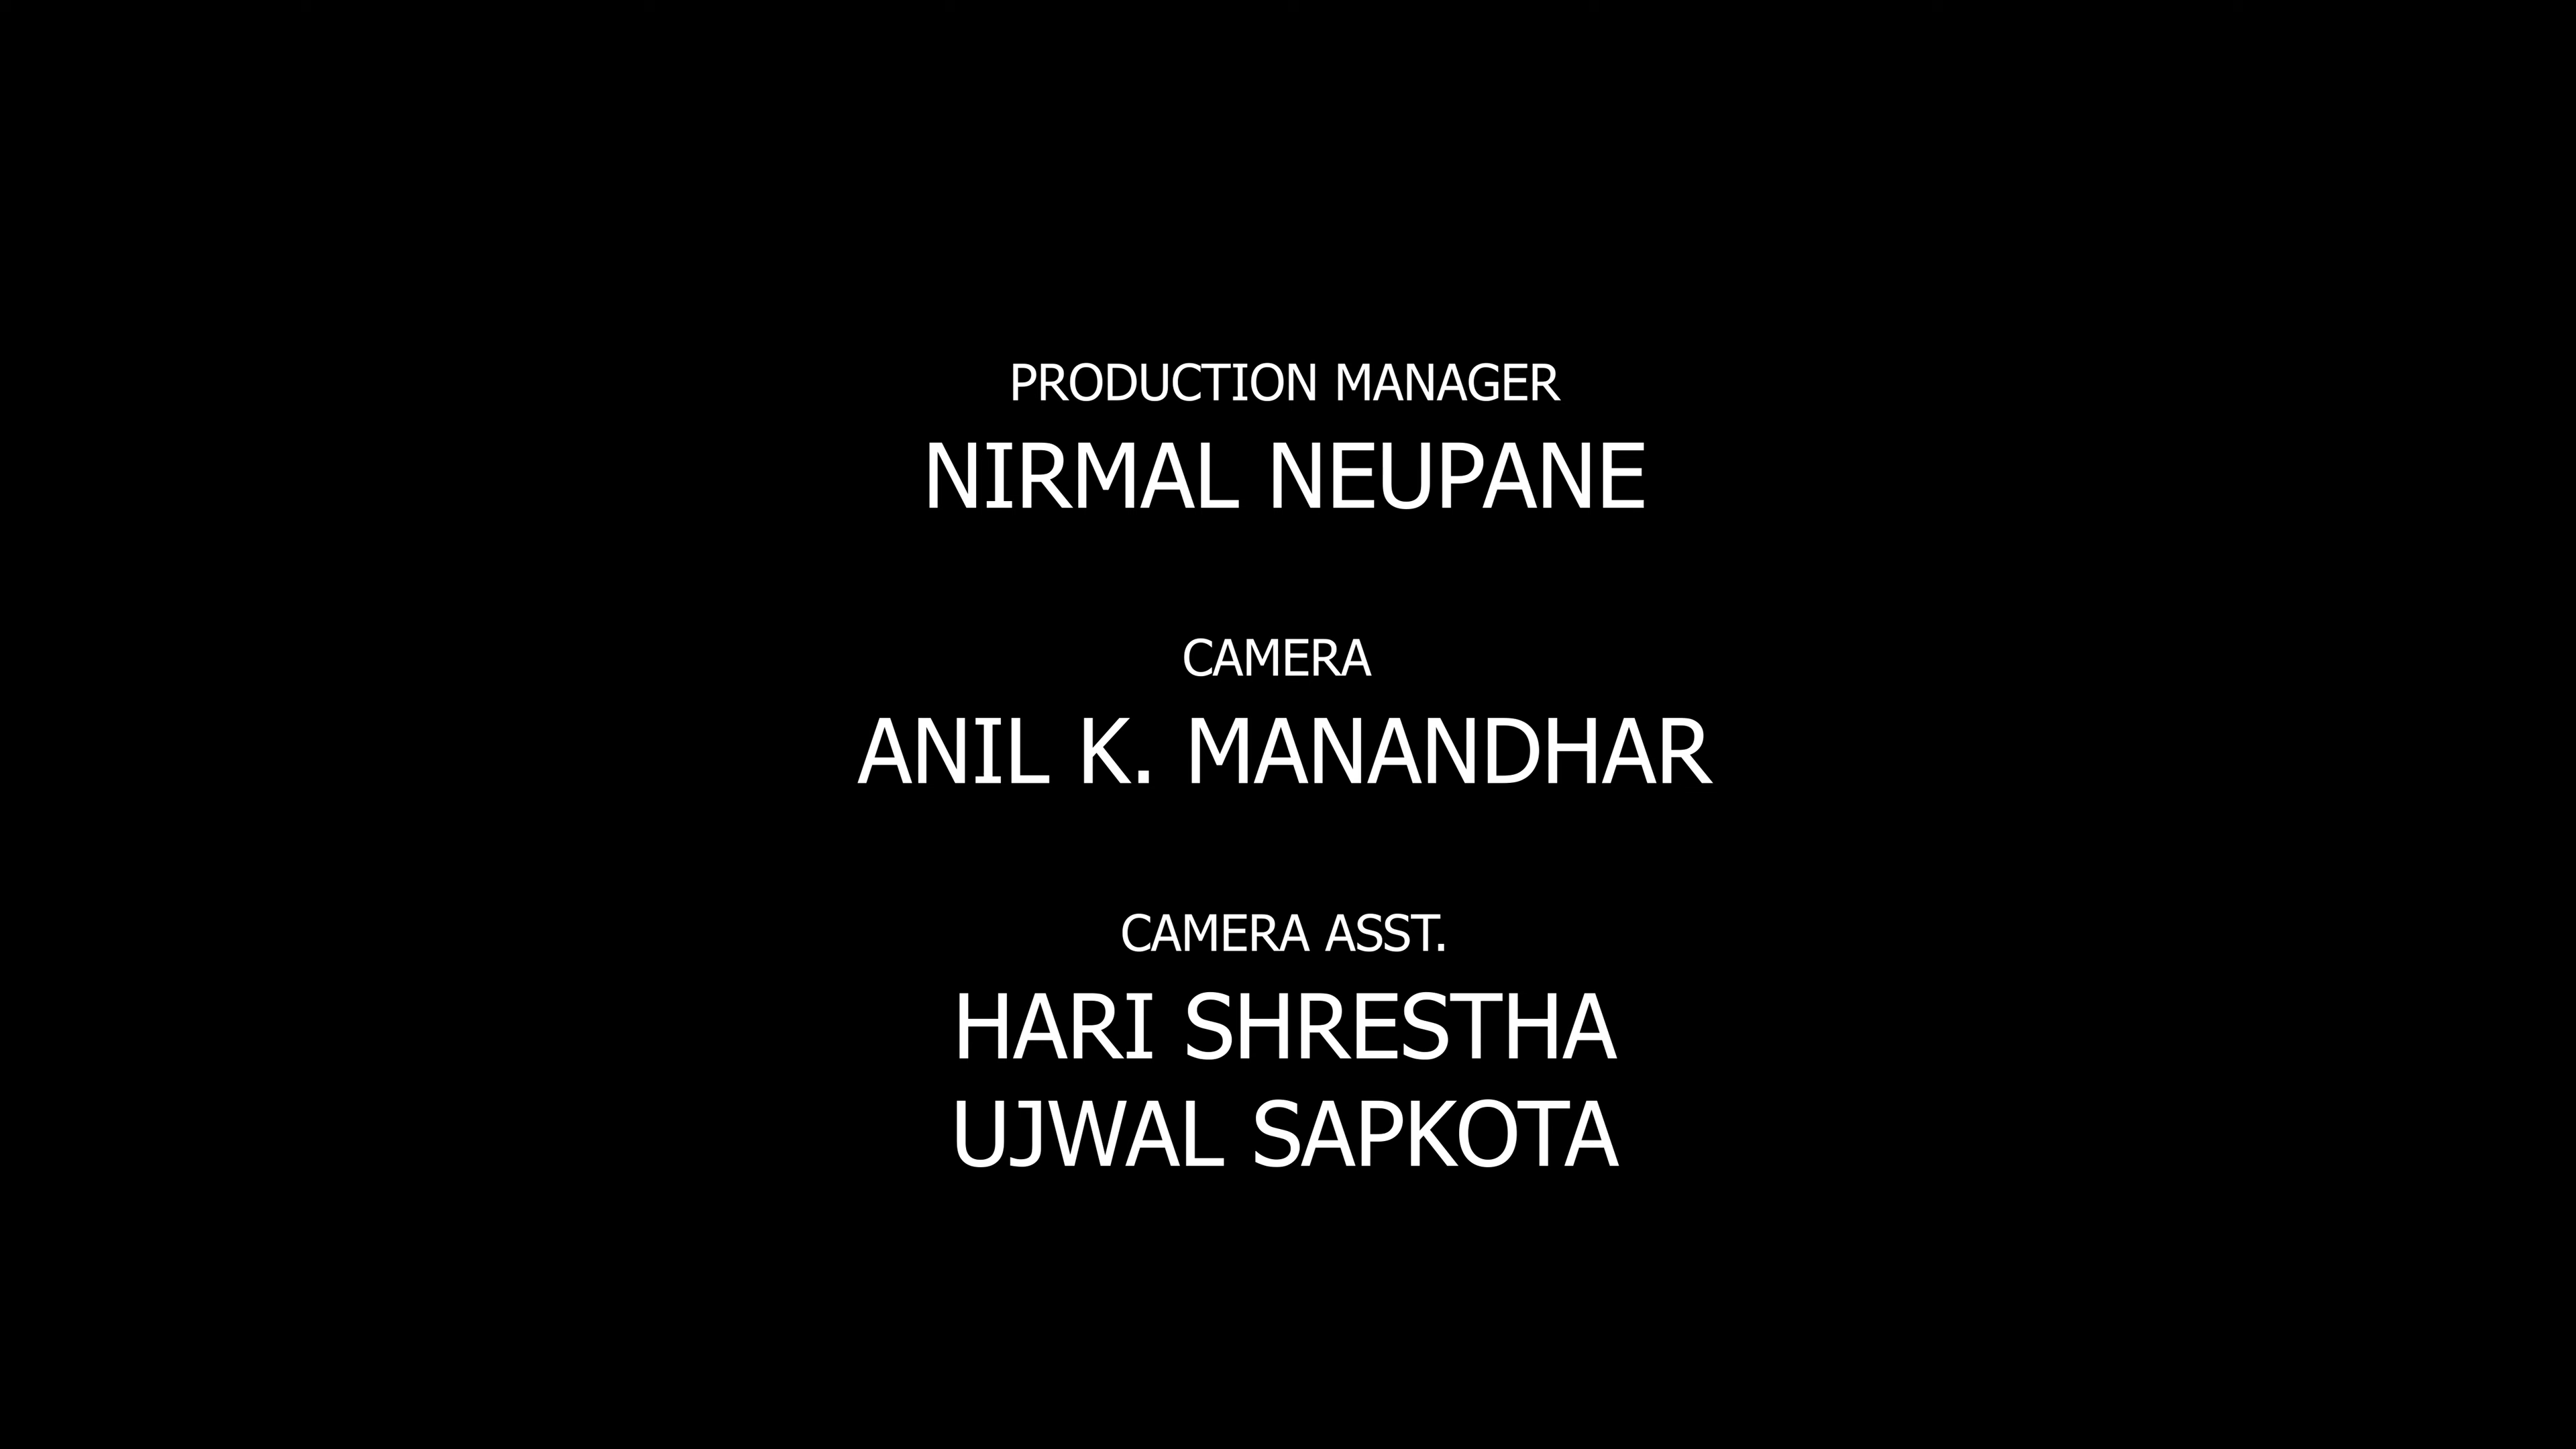 PRODUCTION MANAGER
NIRMAL NEUPANE
CAMERA
ANIL K. MANANDHAR
CAMERA ASST.
HARI SHRESTHA
UJWAL SAPKOTA